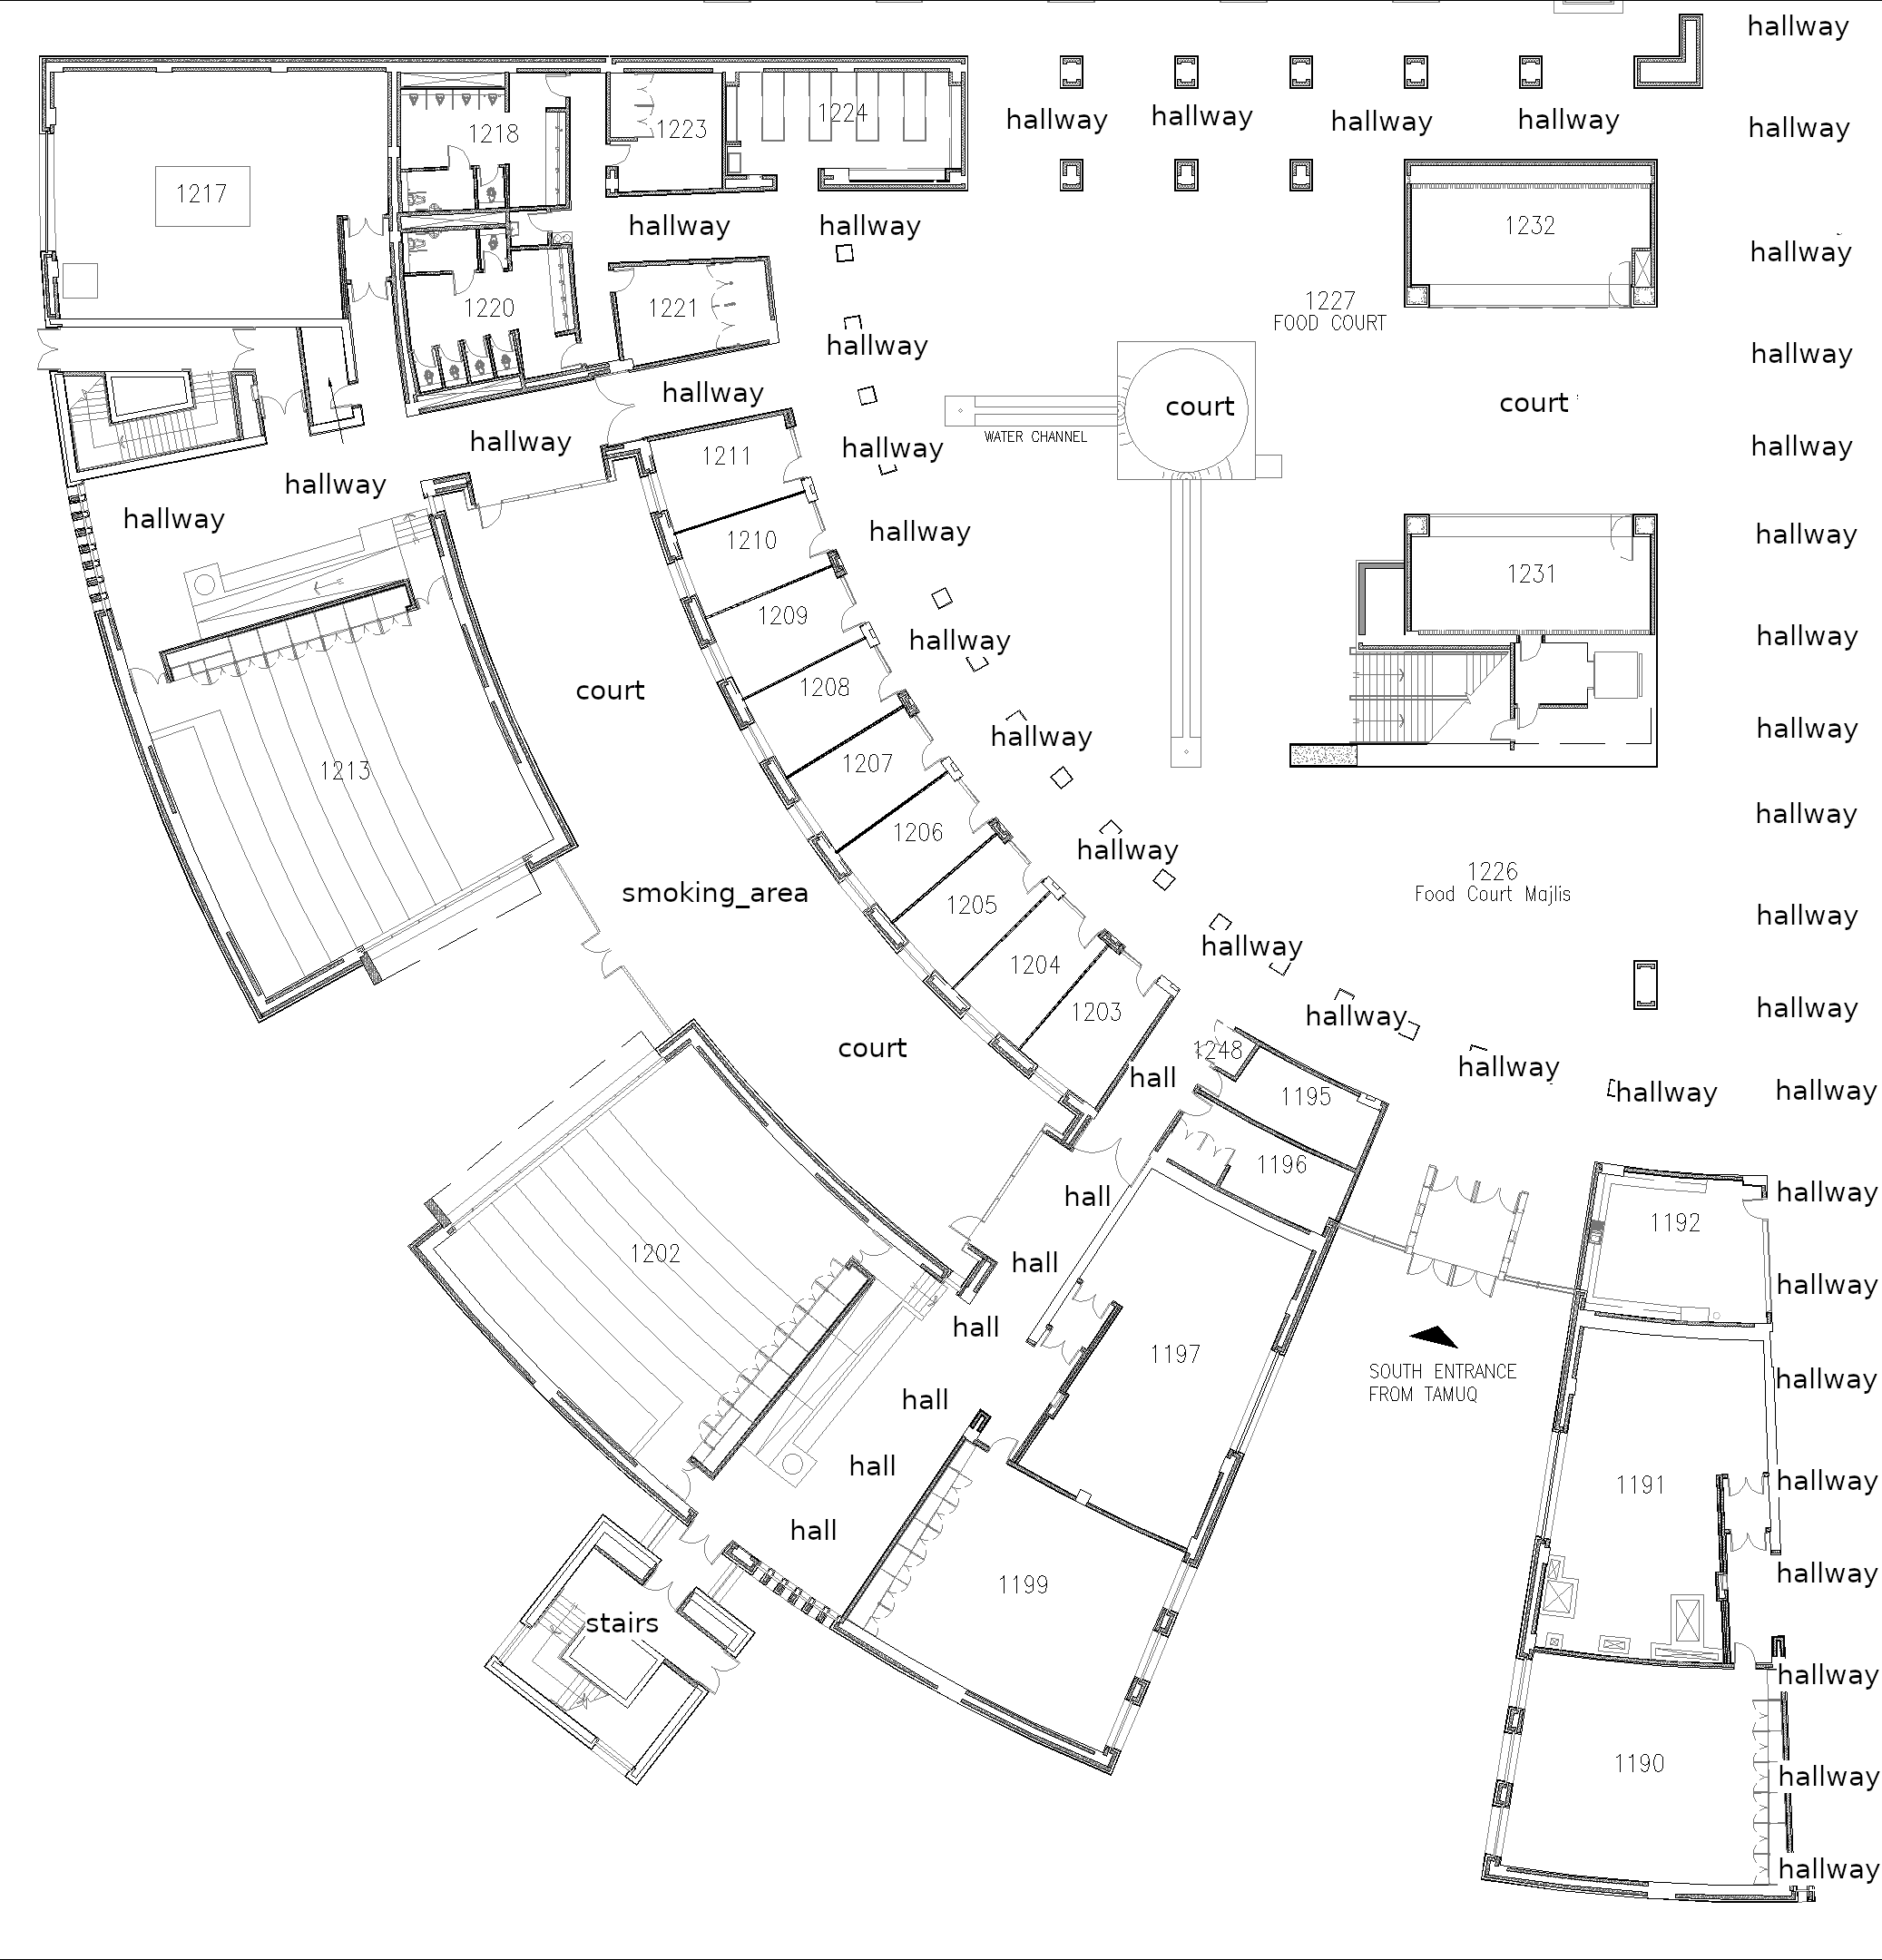 hallway
hallway
hallway
hallway
hallway
hallway
1224
1223
1218
1217
hallway
hallway
1232
hallway
1227
FOOD COURT
1221
1220
hallway
hallway
hallway
court
court
WATER CHANNEL
hallway
hallway
hallway
1211
hallway
hallway
hallway
1210
hallway
hallway
1231
1209
hallway
hallway
1208
court
hallway
hallway
1207
1213
hallway
1206
hallway
1226
Food Court Majlis
smoking_area
1205
hallway
hallway
1204
1203
hallway
hallway
court
1248
hall
hallway
hallway
hallway
1195
1196
hall
hallway
1192
1202
hall
hallway
hall
1197
SOUTH ENTRANCE
FROM TAMUQ
hallway
hall
hall
hallway
1191
hall
hallway
1199
stairs
hallway
1190
hallway
hallway